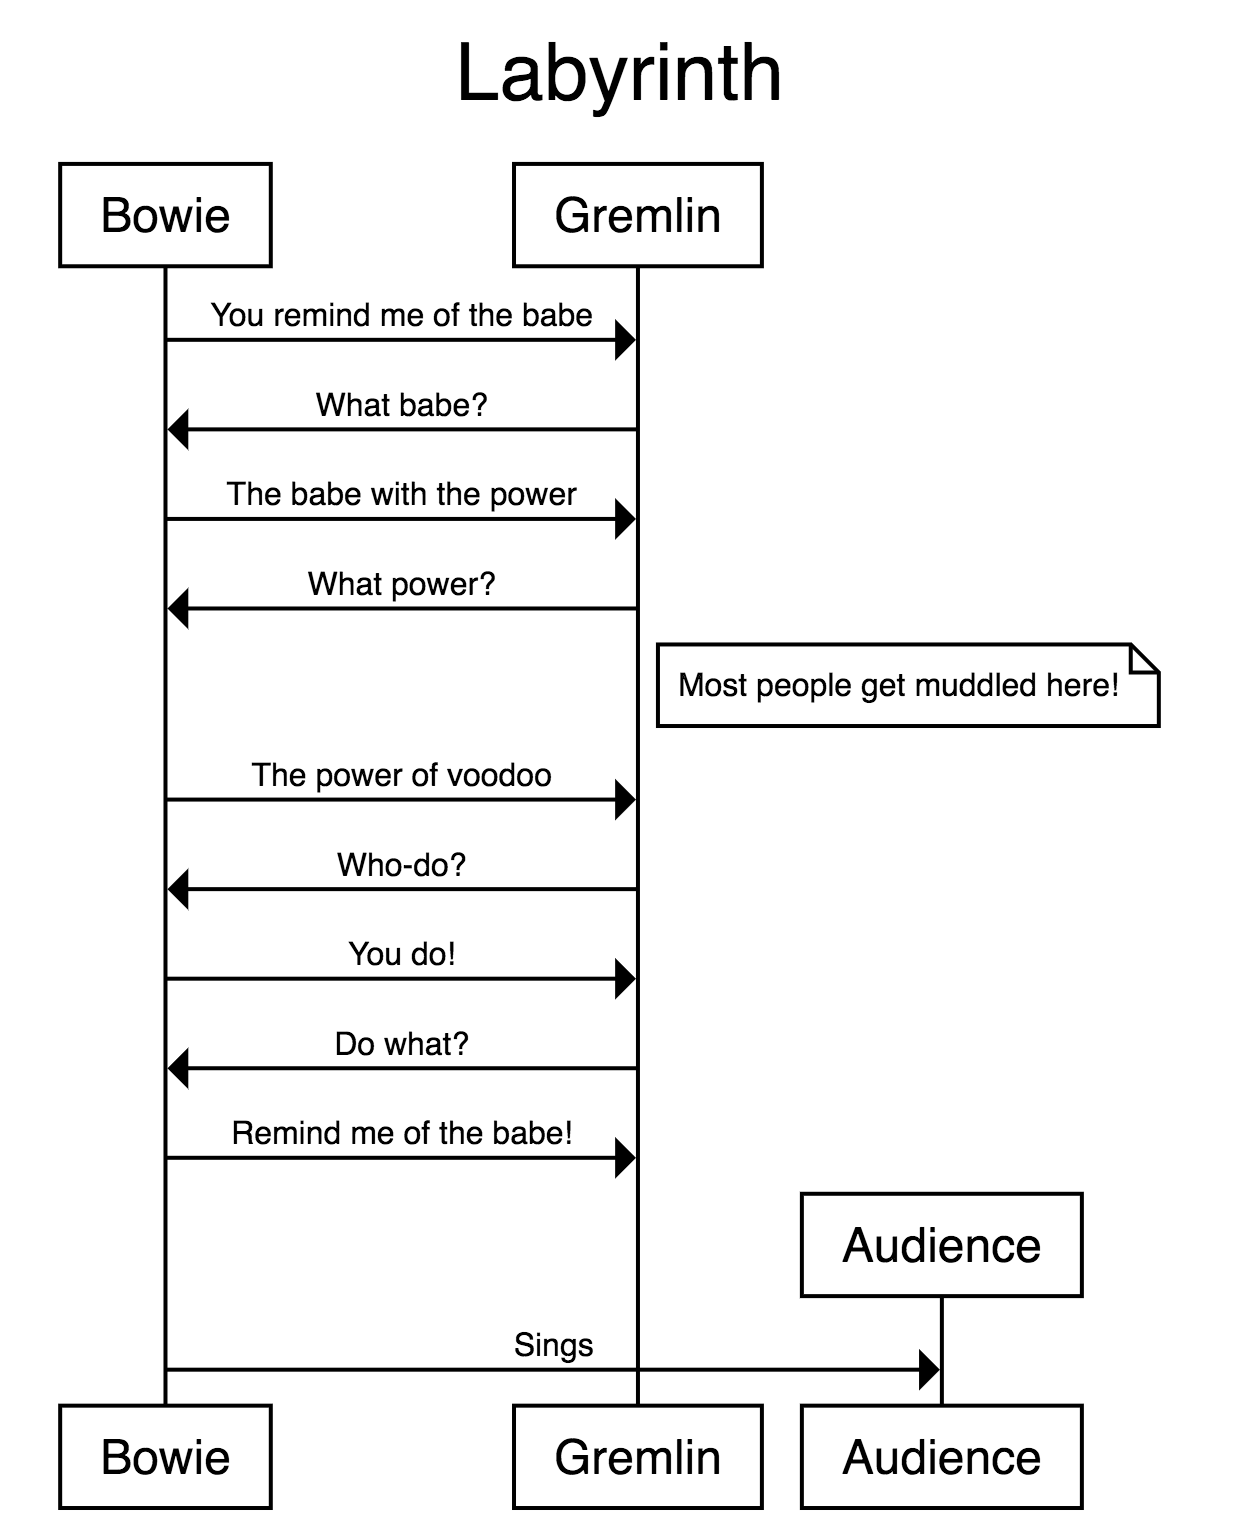 Labyrinth
Bowie
Gremlin
You remind me of the babe
What babe?
The babe with the power
What power?
Most people get muddled here!
The power of voodoo
Who-do?
You do!
Do what?
Remind me of the babe!
Audience
Sings
Bowie
Gremlin
Audience